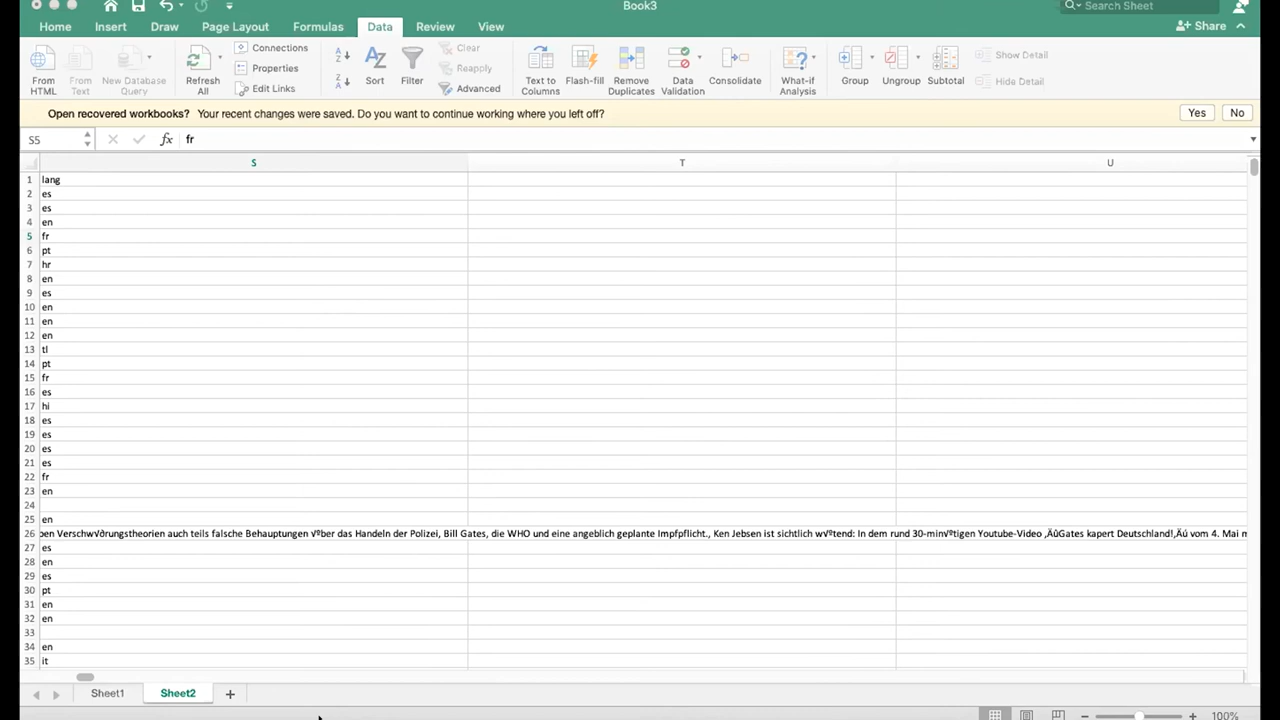 Book3
Search Sheet
Home Insert Draw Page Layout Formulas Data Review View
Share
From HTML
From Text
New Database Query
Refresh All
Connections
Properties
Edit Links
Sort
Filter
Clear
Reapply
Advanced
Text to Columns
Flash-fill
Remove Duplicates
Data Validation
Consolidate
What-if Analysis
Group
Ungroup
Subtotal
Show Detail
Hide Detail
Open recovered workbooks? Your recent changes were saved. Do you want to continue working where you left off? Yes No
S5 fx fr
S T U
1 lang
2 es
3 es
4 en
5 fr
6 pt
7 hr
8 en
9 es
10 en
11 en
12 en
13 tl
14 pt
15 fr
16 es
17 hi
18 es
19 es
20 es
21 es
22 fr
23 en
24
25 en
26 ben Verschw√∂rungstheorien auch teils falsche Behauptungen √ºber das Handeln der Polizei, Bill Gates, die WHO und eine angeblich geplante Impfpflicht., Ken Jebsen ist sichtlich w√ºtend: In dem rund 30-min√ºtigen Youtube-Video ‚ÄûGates kapert Deutschland!‚Äú vom 4. Mai m
27 es
28 en
29 es
30 pt
31 en
32 en
33
34 en
35 it
Sheet1 Sheet2 +
100%